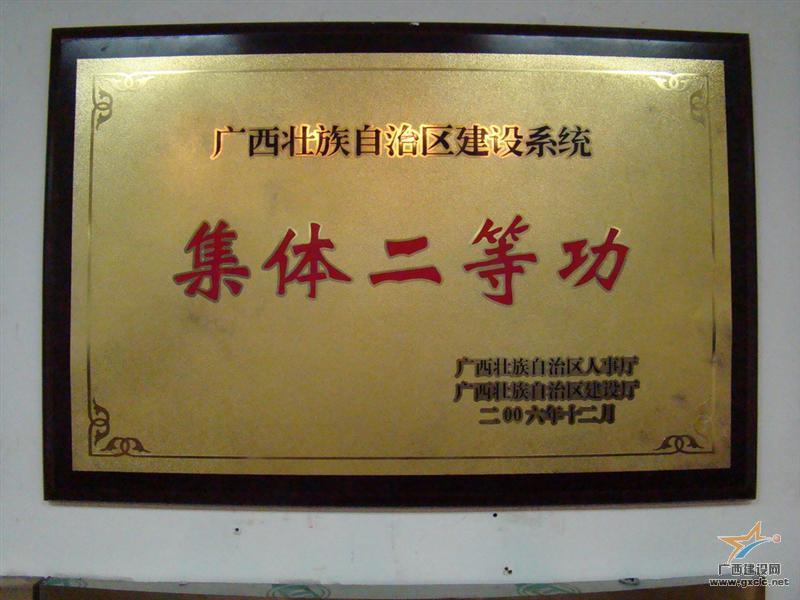 广西壮族自治区建设系统
集体二等功
广西壮族自治区人事厅
广西壮族自治区建设厅
二00六年十二月
广西建设网
www.gxcic.net